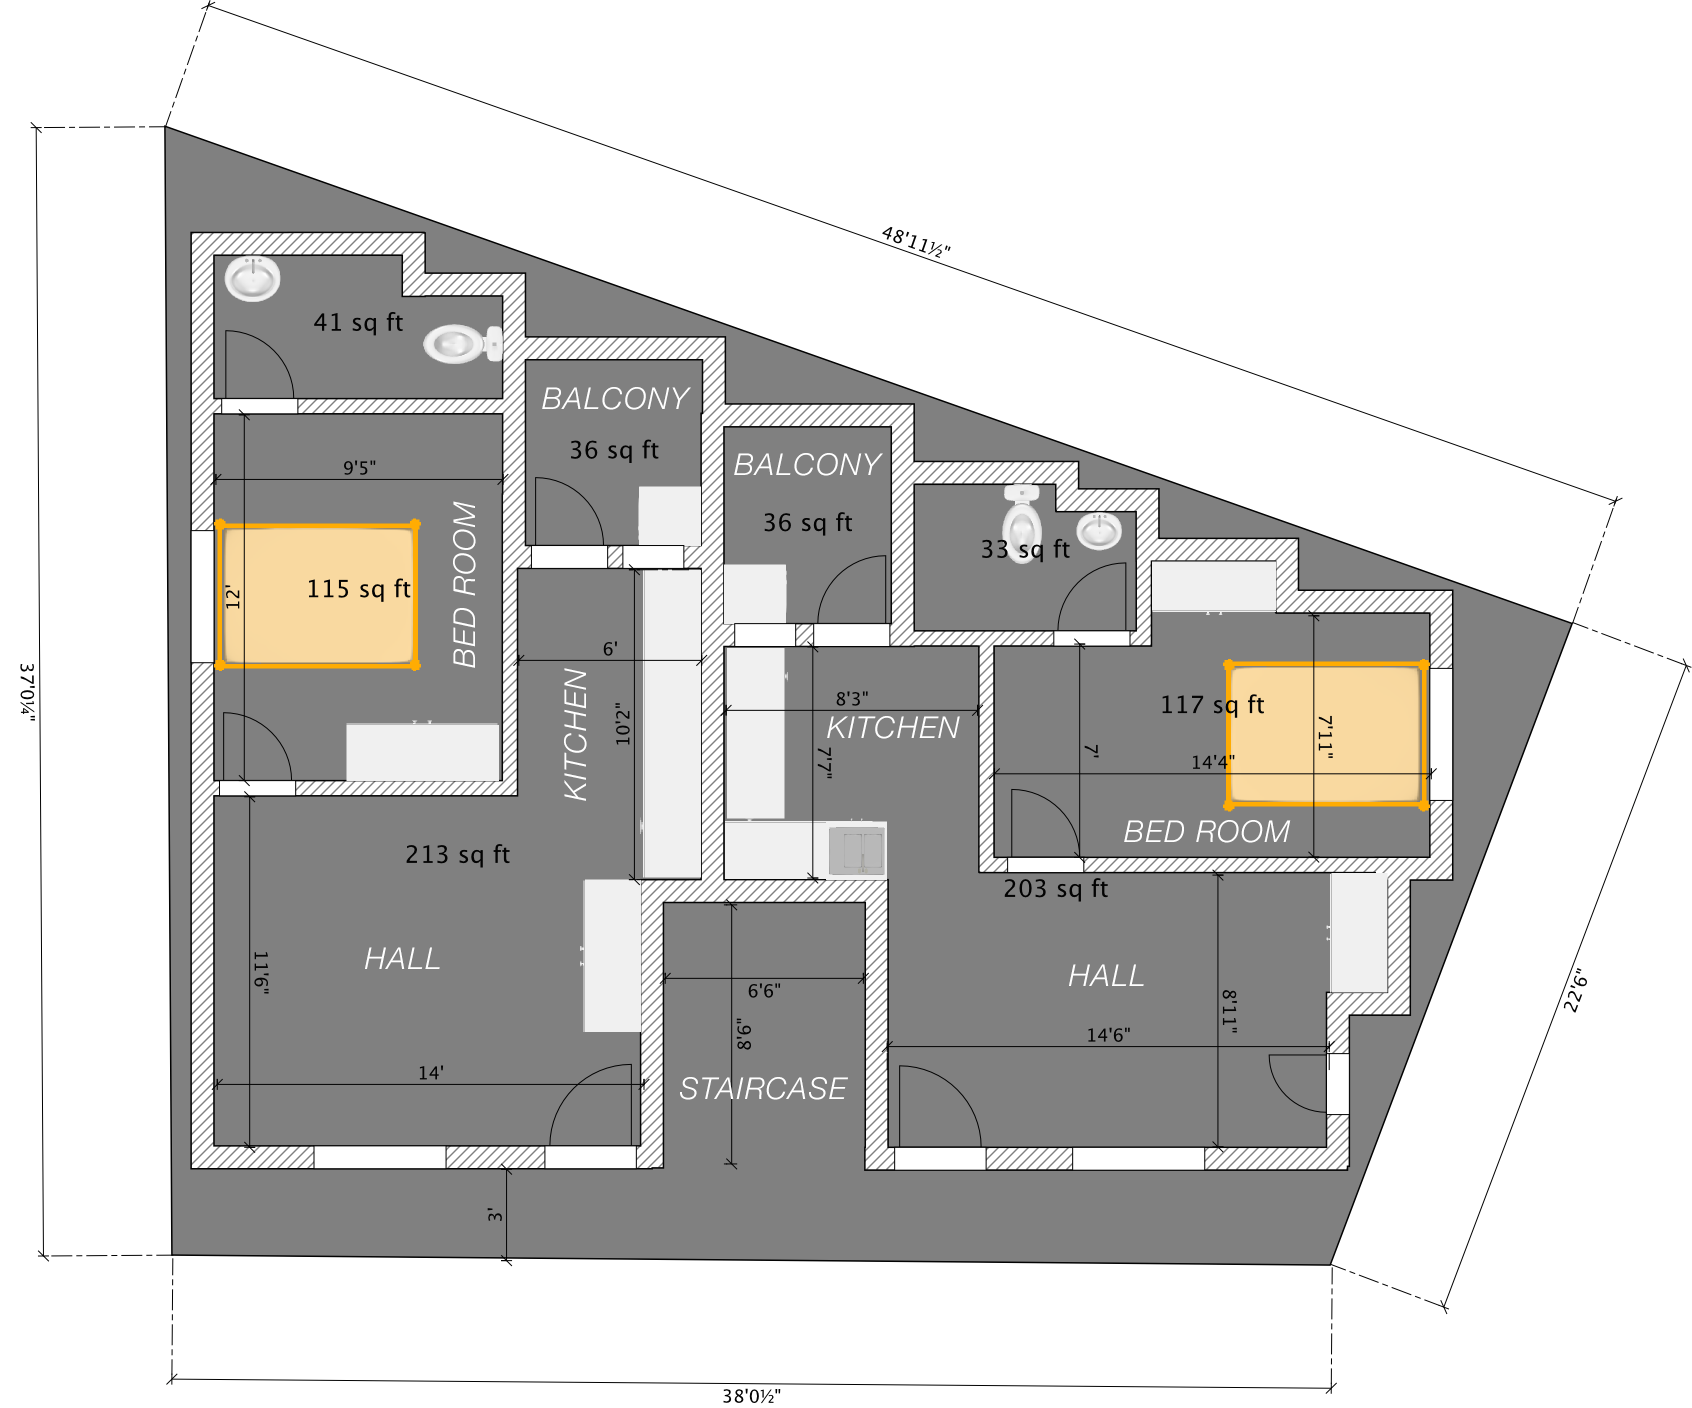 48'11½"
41 sq ft
BALCONY
36 sq ft
BALCONY
36 sq ft
9'5"
33 sq ft
BED ROOM
115 sq ft
12'
6'
KITCHEN
10'2"
8'3"
KITCHEN
7'7"
117 sq ft
7'
7'11"
14'4"
BED ROOM
37'0¼"
213 sq ft
203 sq ft
HALL
11'6"
HALL
6'6"
8'6"
8'11"
22'6"
14'6"
14'
STAIRCASE
3'
38'0½"